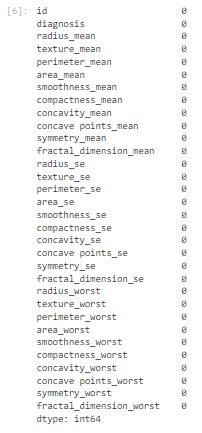 [6]: id 0
diagnosis 0
radius_mean 0
texture_mean 0
perimeter_mean 0
area_mean 0
smoothness_mean 0
compactness_mean 0
concavity_mean 0
concave points_mean 0
symmetry_mean 0
fractal_dimension_mean 0
radius_se 0
texture_se 0
perimeter_se 0
area_se 0
smoothness_se 0
compactness_se 0
concavity_se 0
concave points_se 0
symmetry_se 0
fractal_dimension_se 0
radius_worst 0
texture_worst 0
perimeter_worst 0
area_worst 0
smoothness_worst 0
compactness_worst 0
concavity_worst 0
concave points_worst 0
symmetry_worst 0
fractal_dimension_worst 0
dtype: int64